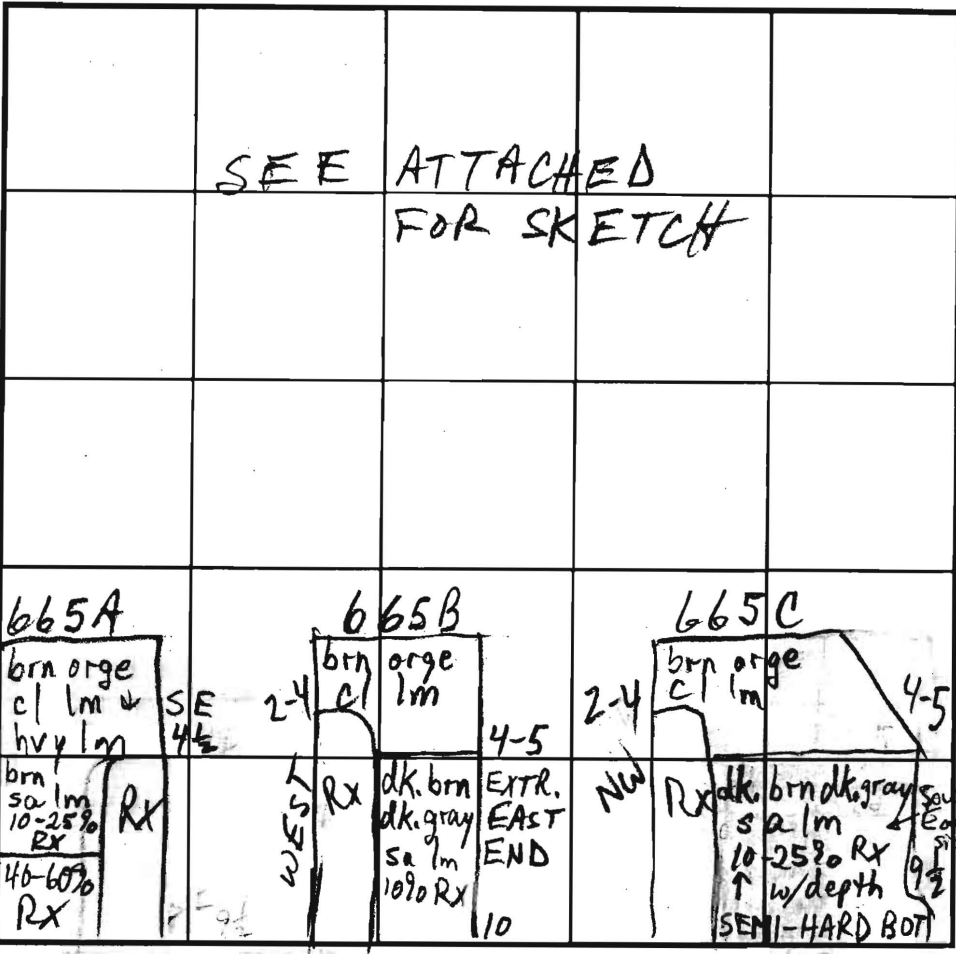 SEE ATTACHED
FOR SKETCH
665A
brn orge
cl lm ↓
hvy lm
SE
4½
brn
sa lm
10-25%
RX
40-60%
RX
Rx
665B
2-4
brn orge
cl lm
4-5
WEST
Rx
dk. brn
dk. gray
sa lm
10% RX
EXTR.
EAST
END
10
665C
2-4
brn orge
cl lm
4-5
NW
Rx
dk. brn dk. gray
sa lm
10-25% RX
↑ w/depth
SEMI-HARD BOTT
9½